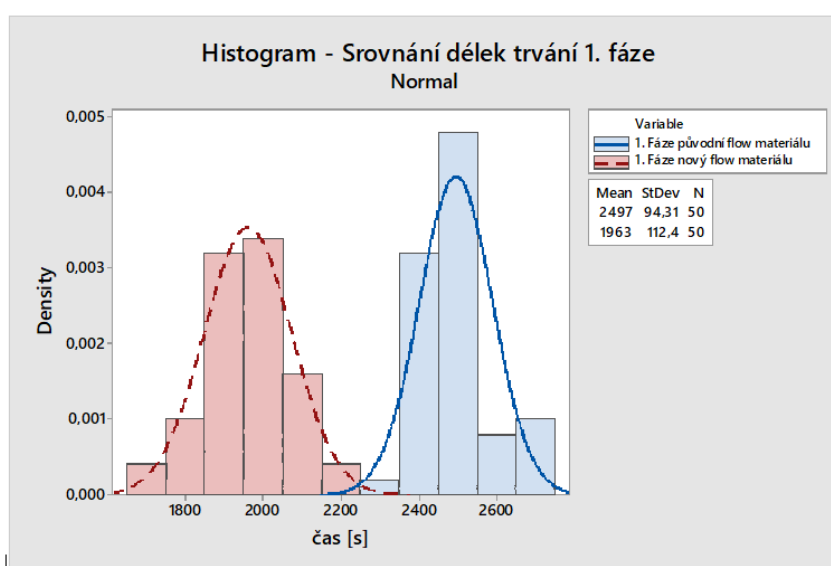 Histogram - Srovnání délek trvání 1. fáze
Normal
0,005
0,004
0,003
0,002
0,001
0,000
Density
1800 2000 2200 2400 2600
čas [s]
Variable
1. Fáze původní flow materiálu
1. Fáze nový flow materiálu
Mean StDev N
2497 94,31 50
1963 112,4 50